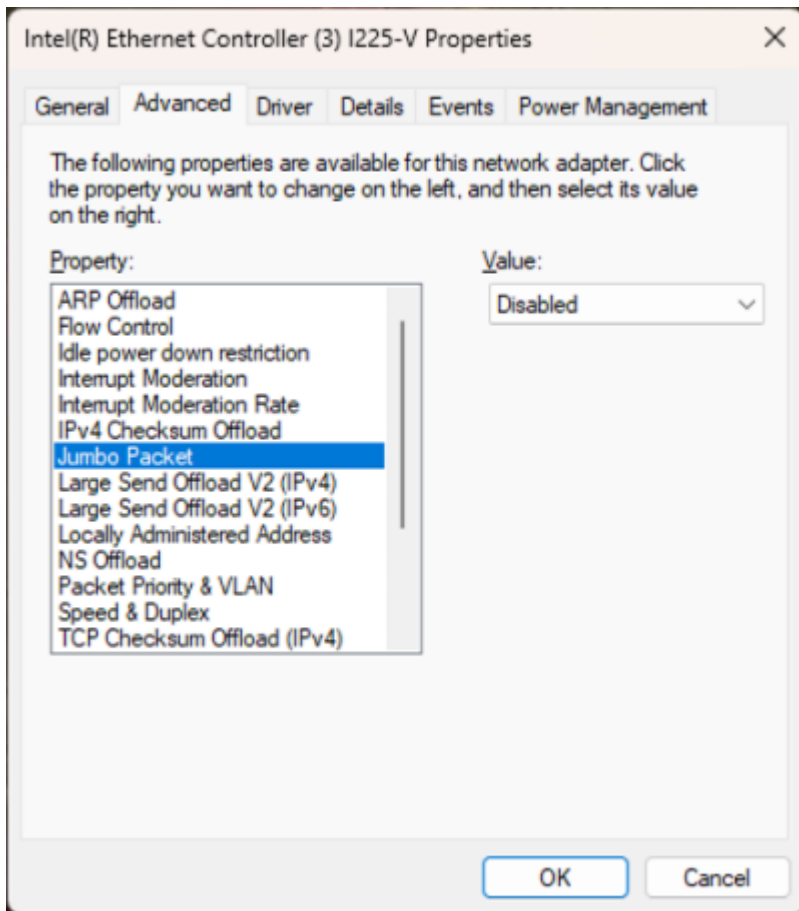 Intel(R) Ethernet Controller (3) I225-V Properties
General Advanced Driver Details Events Power Management
The following properties are available for this network adapter. Click
the property you want to change on the left, and then select its value
on the right.
Property:
Value:
ARP Offload
Disabled
Flow Control
Idle power down restriction
Interrupt Moderation
Interrupt Moderation Rate
IPv4 Checksum Offload
Jumbo Packet
Large Send Offload V2 (IPv4)
Large Send Offload V2 (IPv6)
Locally Administered Address
NS Offload
Packet Priority & VLAN
Speed & Duplex
TCP Checksum Offload (IPv4)
OK
Cancel